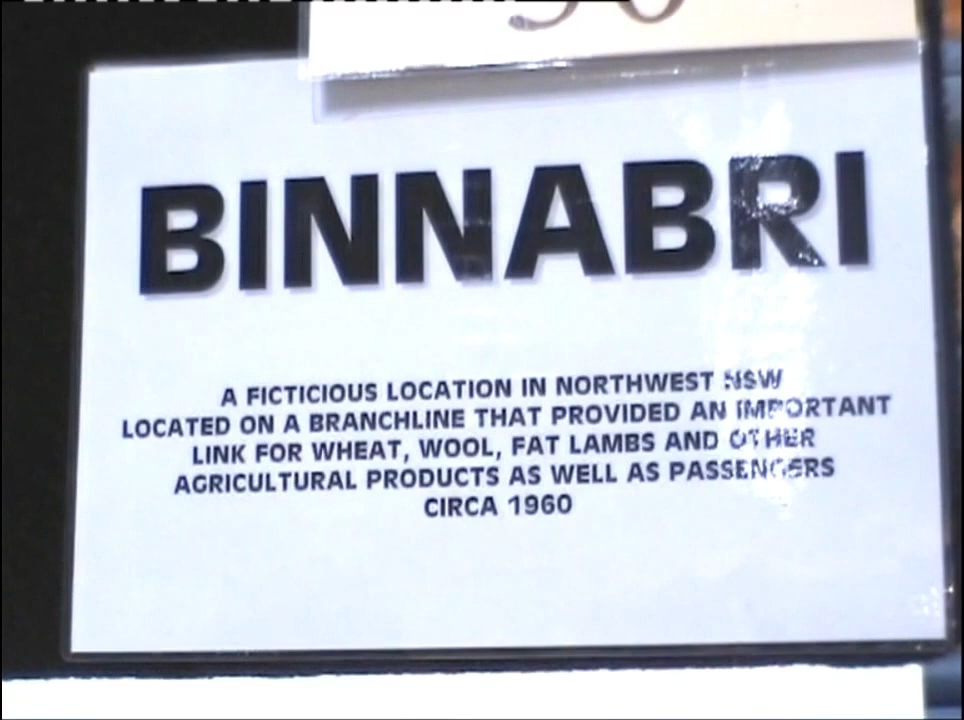 BINNABRI
A FICTICIOUS LOCATION IN NORTHWEST NSW
LOCATED ON A BRANCHLINE THAT PROVIDED AN IMPORTANT
LINK FOR WHEAT, WOOL, FAT LAMBS AND OTHER
AGRICULTURAL PRODUCTS AS WELL AS PASSENGERS
CIRCA 1960